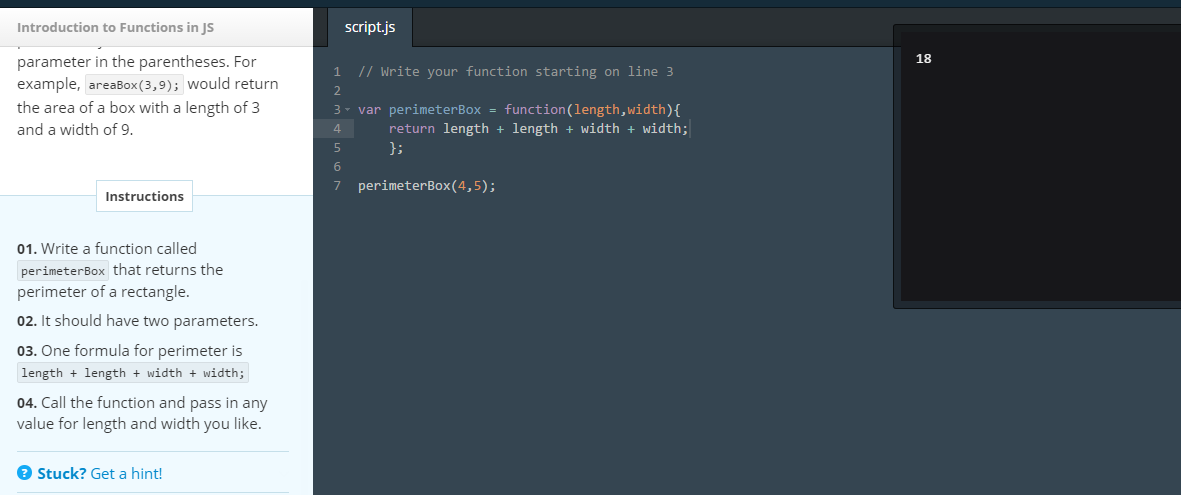 Introduction to Functions in JS
parameter in the parentheses. For
example, areaBox(3,9); would return
the area of a box with a length of 3
and a width of 9.
Instructions
01. Write a function called
perimeterBox that returns the
perimeter of a rectangle.
02. It should have two parameters.
03. One formula for perimeter is
length + length + width + width;
04. Call the function and pass in any
value for length and width you like.
? Stuck? Get a hint!
script.js
1 // Write your function starting on line 3
2
3 var perimeterBox = function(length,width){
4 return length + length + width + width;
5 };
6
7 perimeterBox(4,5);
18